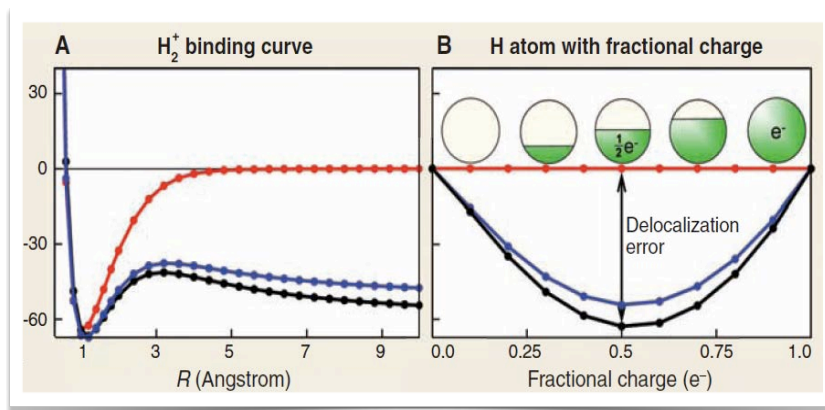 A
H₂⁺ binding curve
30
0
-30
-60
1
3
5
7
9
R (Angstrom)
B
H atom with fractional charge
½e⁻
e⁻
Delocalization
error
0.0
0.25
0.5
0.75
1.0
Fractional charge (e⁻)